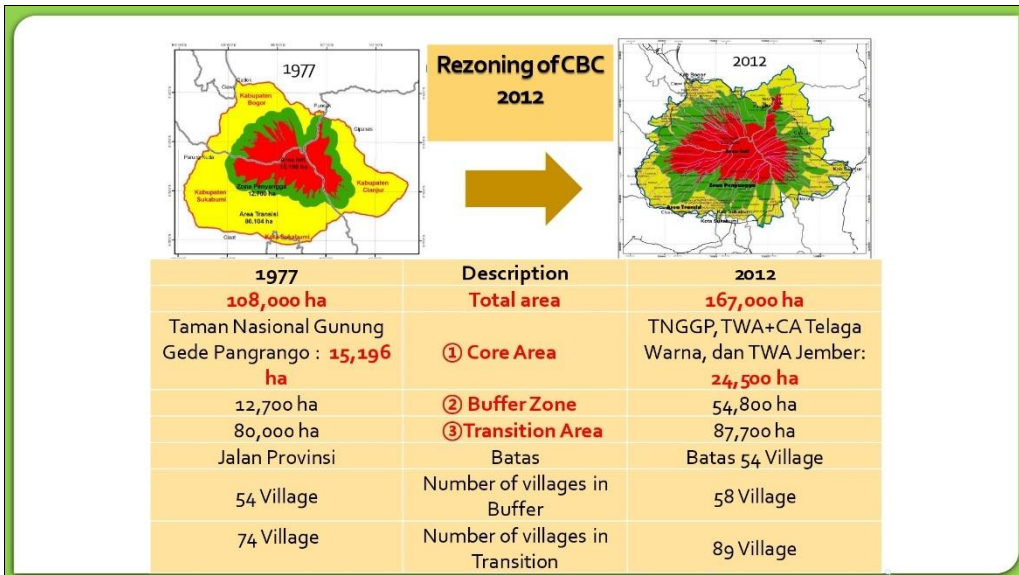 1977
Kabupaten
Bogor
Kabupaten
Sukabumi
Kabupaten
Cianjur
Zona Penyangga
Area Transisi
Rezoning of CBC
2012
2012
Zona Penyangga
Area Transisi
1977 Description 2012
108,000 ha Total area 167,000 ha
Taman Nasional Gunung
Gede Pangrango : 15,196
ha
① Core Area
TNGGP, TWA+CA Telaga
Warna, dan TWA Jember:
24,500 ha
12,700 ha ② Buffer Zone 54,800 ha
80,000 ha ③Transition Area 87,700 ha
Jalan Provinsi Batas Batas 54 Village
54 Village
Number of villages in
Buffer
58 Village
74 Village
Number of villages in
Transition
89 Village